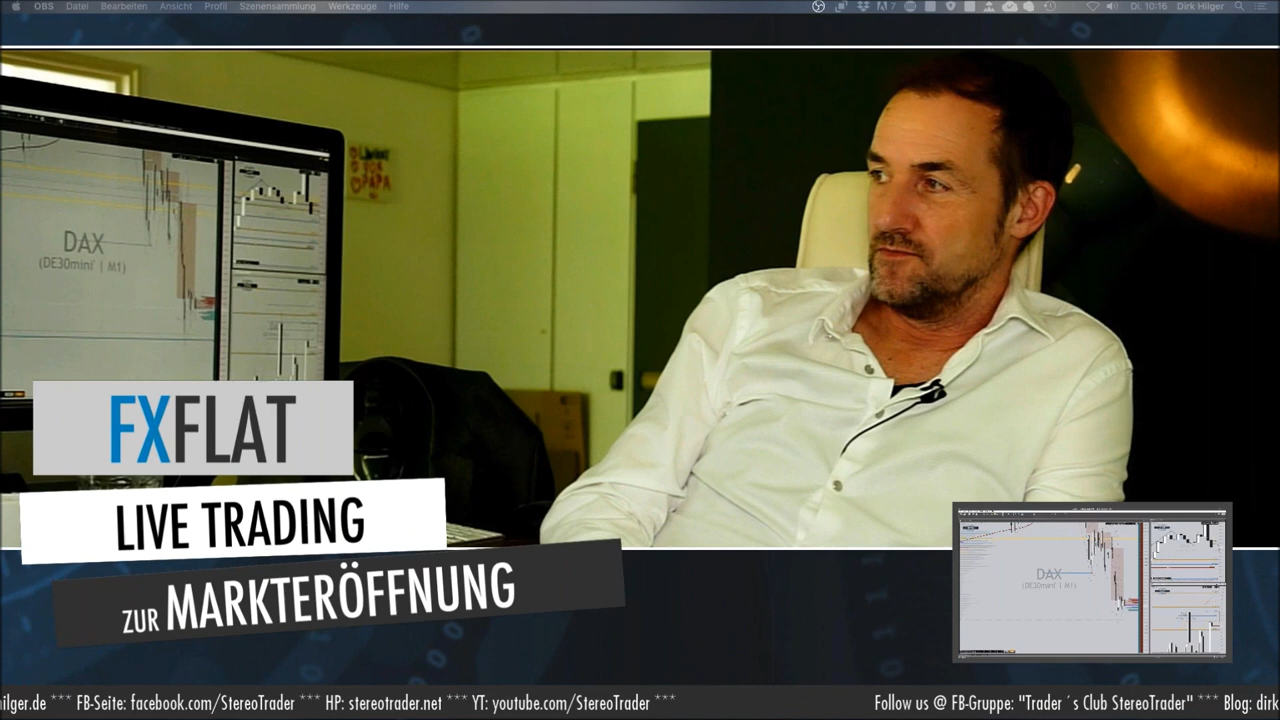 OBS Datei Bearbeiten Ansicht Profil Szenensammlung Werkzeuge Hilfe
7 Di. 10:16 Dirk Hilger
PAPA
DAX
(DE30mini | M1)
FXFLAT
LIVE TRADING
ZUR MARKTERÖFFNUNG
DAX
ilger.de *** FB-Seite: facebook.com/StereoTrader *** HP: stereotrader.net *** YT: youtube.com/StereoTrader *** Follow us @ FB-Gruppe: "Trader ´s Club StereoTrader" *** Blog: dirk